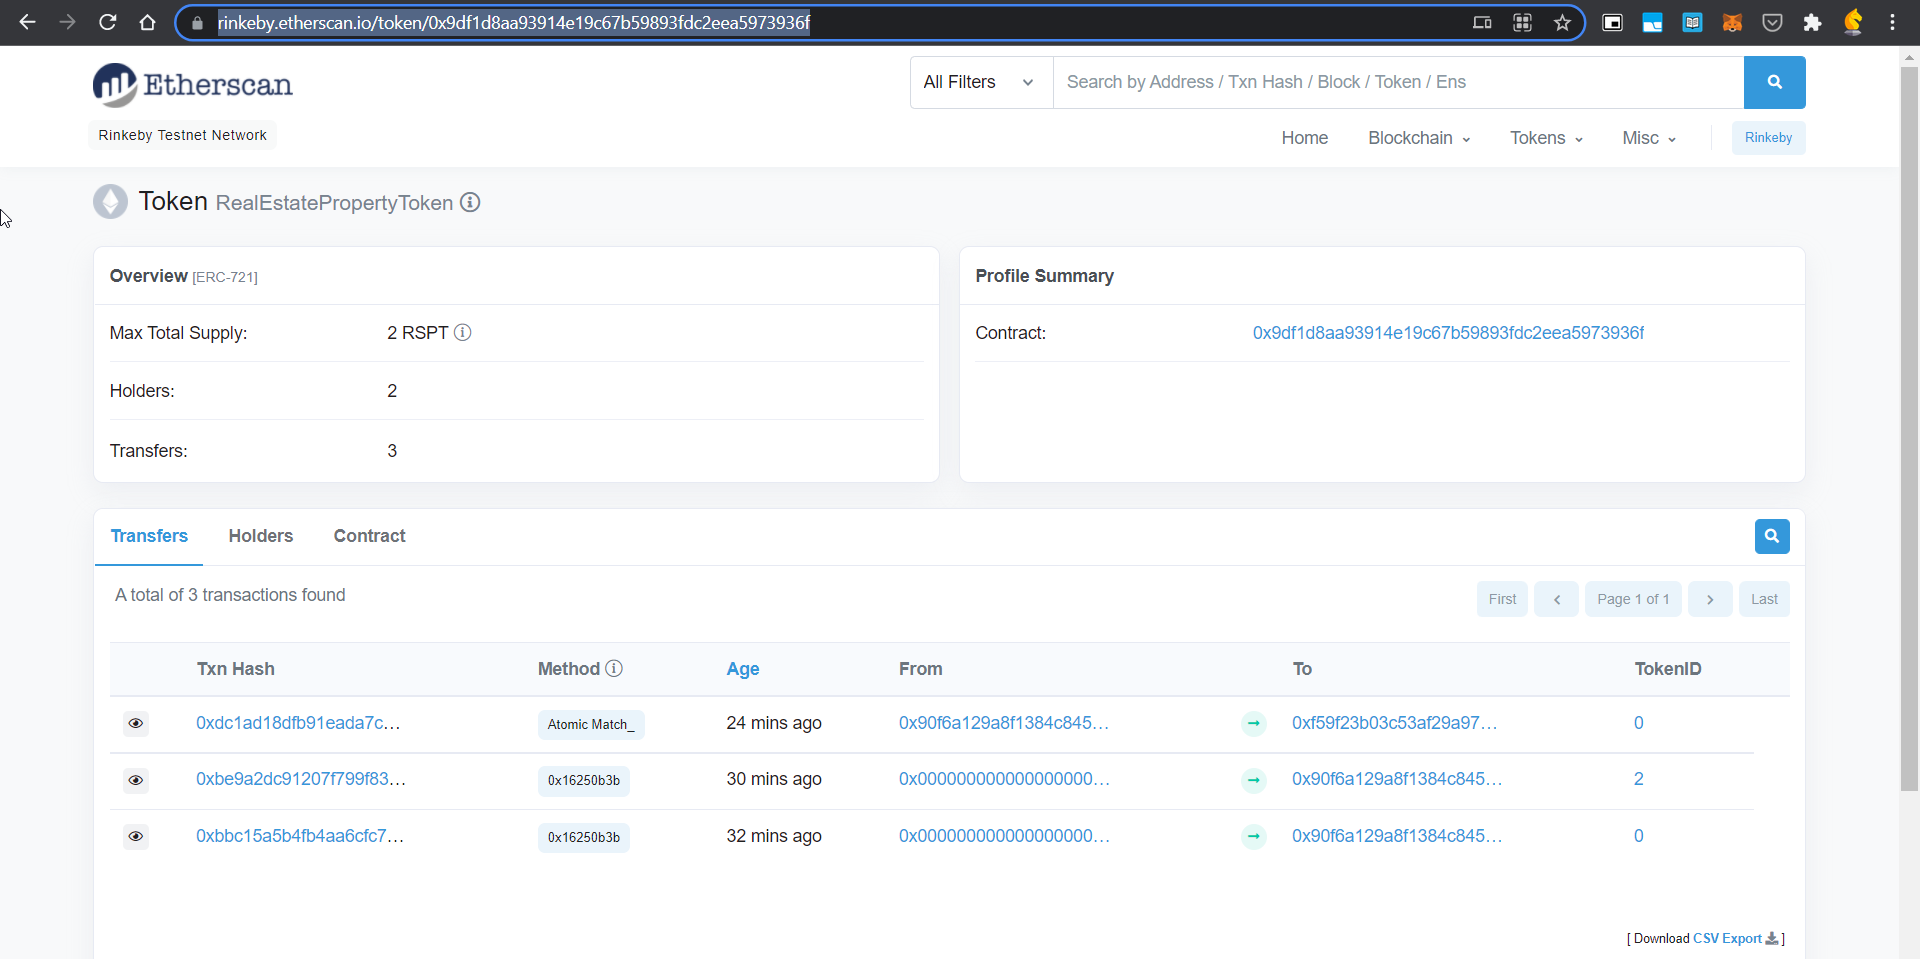 rinkeby.etherscan.io/token/0x9df1d8aa93914e19c67b59893fdc2eea5973936f
Etherscan
All Filters
Search by Address / Txn Hash / Block / Token / Ens
Rinkeby Testnet Network
Home Blockchain Tokens Misc Rinkeby
Token RealEstatePropertyToken
Overview [ERC-721]
Max Total Supply: 2 RSPT
Holders: 2
Transfers: 3
Profile Summary
Contract: 0x9df1d8aa93914e19c67b59893fdc2eea5973936f
Transfers Holders Contract
A total of 3 transactions found
First Page 1 of 1 Last
Txn Hash Method Age From To TokenID
0xdc1ad18dfb91eada7c... Atomic Match_ 24 mins ago 0x90f6a129a8f1384c845... 0xf59f23b03c53af29a97... 0
0xbe9a2dc91207f799f83... 0x16250b3b 30 mins ago 0x000000000000000000... 0x90f6a129a8f1384c845... 2
0xbbc15a5b4fb4aa6cfc7... 0x16250b3b 32 mins ago 0x000000000000000000... 0x90f6a129a8f1384c845... 0
[ Download CSV Export ]